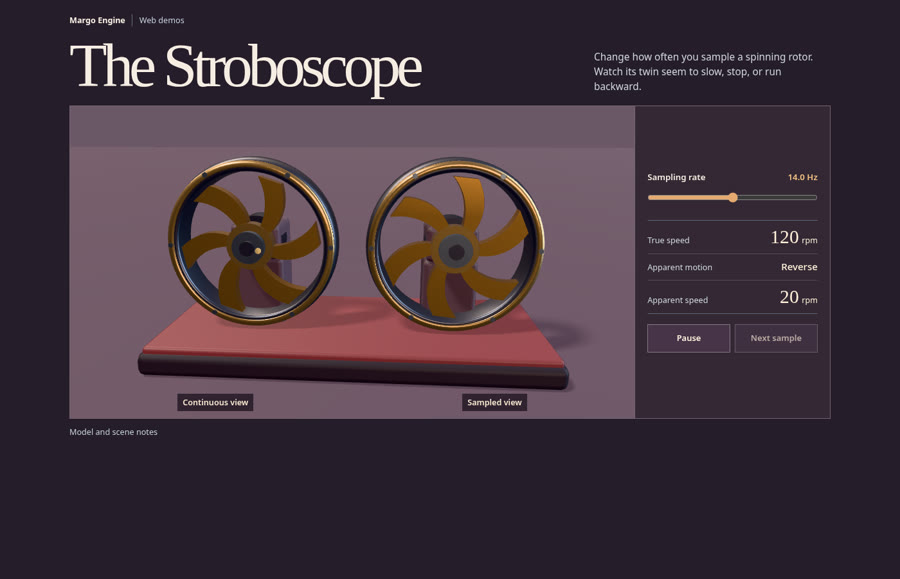 Margo Engine
Web demos
The Stroboscope
Change how often you sample a spinning rotor.
Watch its twin seem to slow, stop, or run
backward.
Sampling rate 14.0 Hz
True speed 120 rpm
Apparent motion Reverse
Apparent speed 20 rpm
Pause
Next sample
Continuous view
Sampled view
Model and scene notes